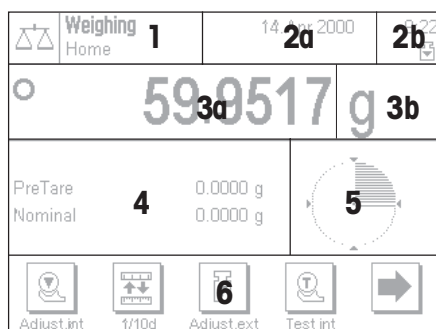 Weighing 1 14. Apr 2000 2a 2b
Home
59.9517 g 3a 3b
PreTare 0.0000 g
4 5
Nominal 0.0000 g
6
Adjust.int 1/10d Adjust.ext Test int